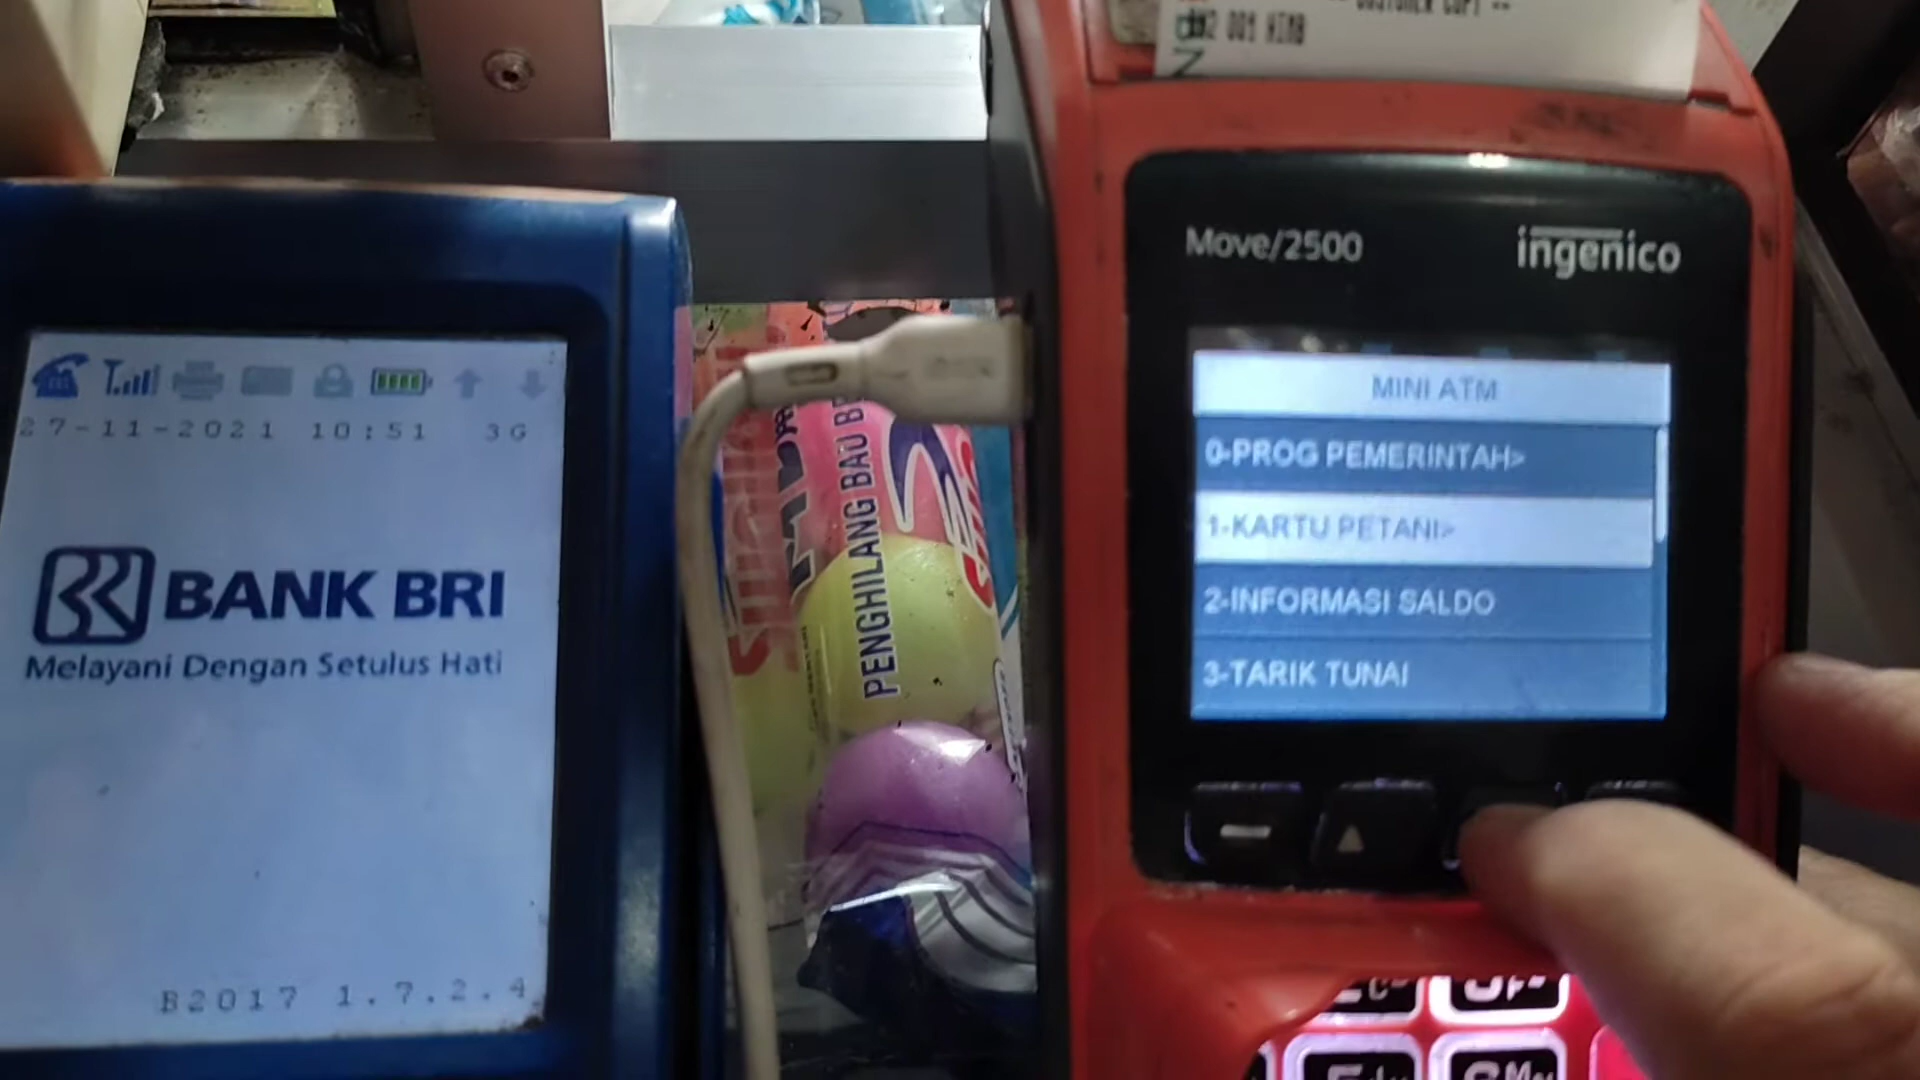 27-11-2021 10:51 3G
BANK BRI
Melayani Dengan Setulus Hati
B2017 1.7.2.4
PENGHILANG BAU
Move/2500
ingenico
MINI ATM
0-PROG PEMERINTAH>
1-KARTU PETANI>
2-INFORMASI SALDO
3-TARIK TUNAI